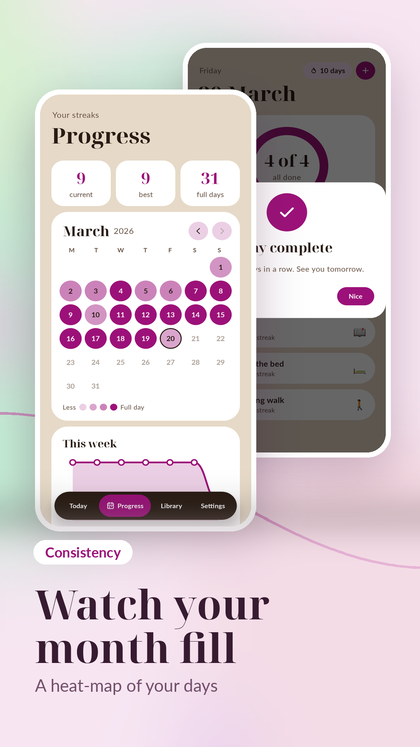 Friday
10 days
March
4 of 4
all done
complete
in a row. See you tomorrow.
Nice
streak
the bed
streak
walk
streak
Your streaks
Progress
9
current
9
best
31
full days
March 2026
M T W T F S S
1
2 3 4 5 6 7 8
9 10 11 12 13 14 15
16 17 18 19 20 21 22
23 24 25 26 27 28 29
30 31
Less Full day
This week
Today Progress Library Settings
Consistency
Watch your
month fill
A heat-map of your days